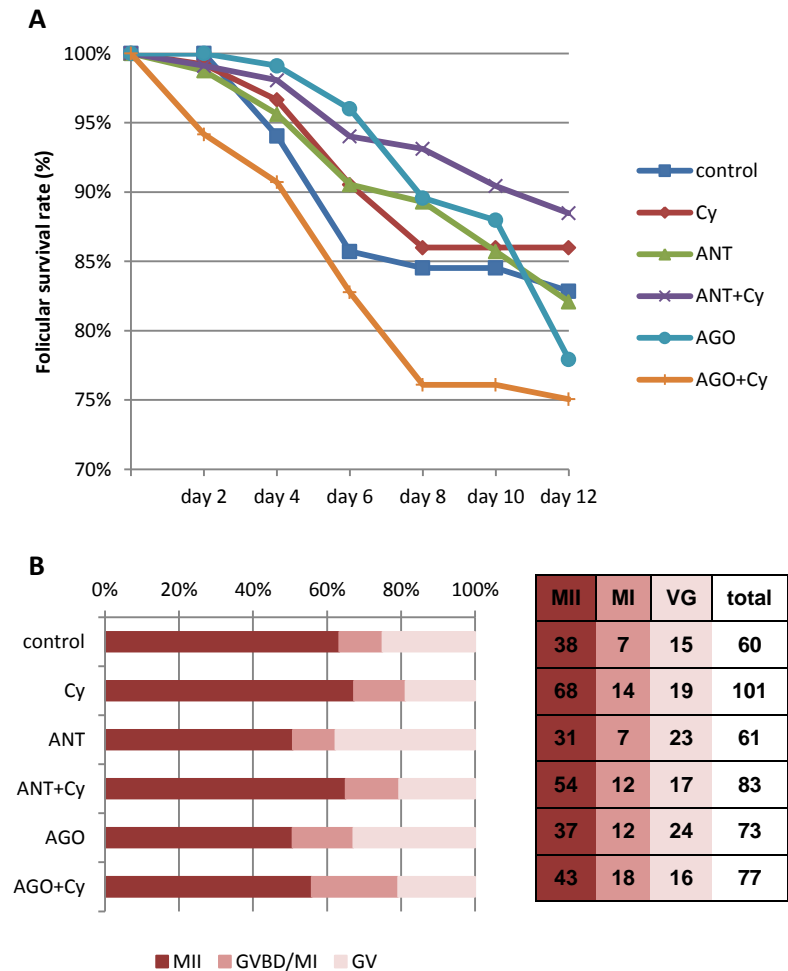 A
Folicular survival rate (%)
100%
95%
90%
85%
80%
75%
70%
day 2 day 4 day 6 day 8 day 10 day 12
control
Cy
ANT
ANT+Cy
AGO
AGO+Cy
B
0% 20% 40% 60% 80% 100%
control
Cy
ANT
ANT+Cy
AGO
AGO+Cy
MII GVBD/MI GV
MII MI VG total
38 7 15 60
68 14 19 101
31 7 23 61
54 12 17 83
37 12 24 73
43 18 16 77